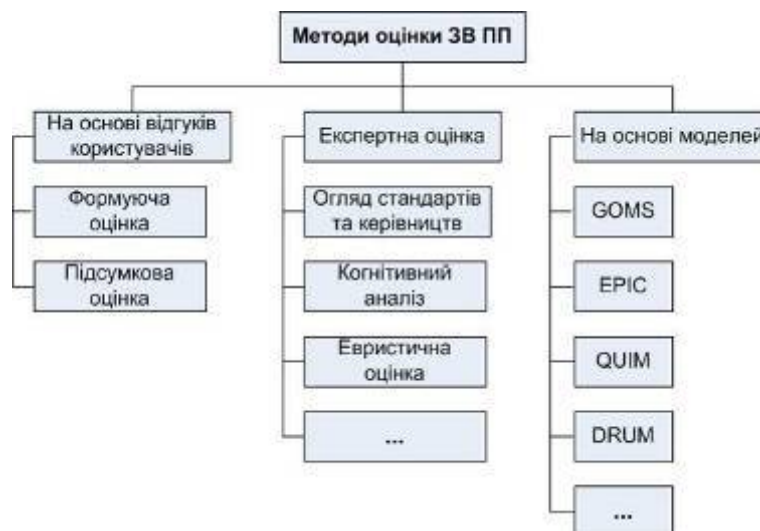 Методи оцінки ЗВ ПП
На основі відгуків
користувачів
Формуюча
оцінка
Підсумкова
оцінка
Експертна оцінка
Огляд стандартів
та керівництв
Когнітивний
аналіз
Евристична
оцінка
...
На основі моделей
GOMS
EPIC
QUIM
DRUM
...